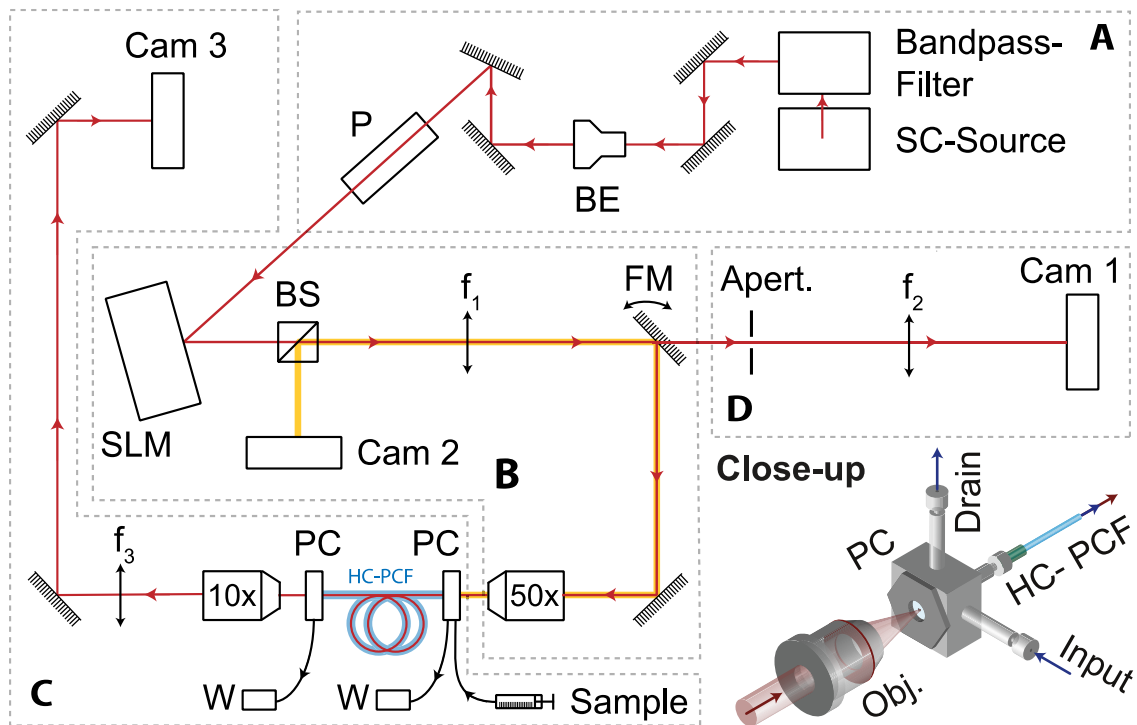 Cam 3
A
Bandpass-
Filter
SC-Source
P
BE
BS
f1
FM
Apert.
f2
Cam 1
SLM
Cam 2
B
D
Close-up
f3
PC
PC
HC-PCF
10x
50x
W
W
Sample
C
Drain
PC
HC- PCF
Input
Obj.